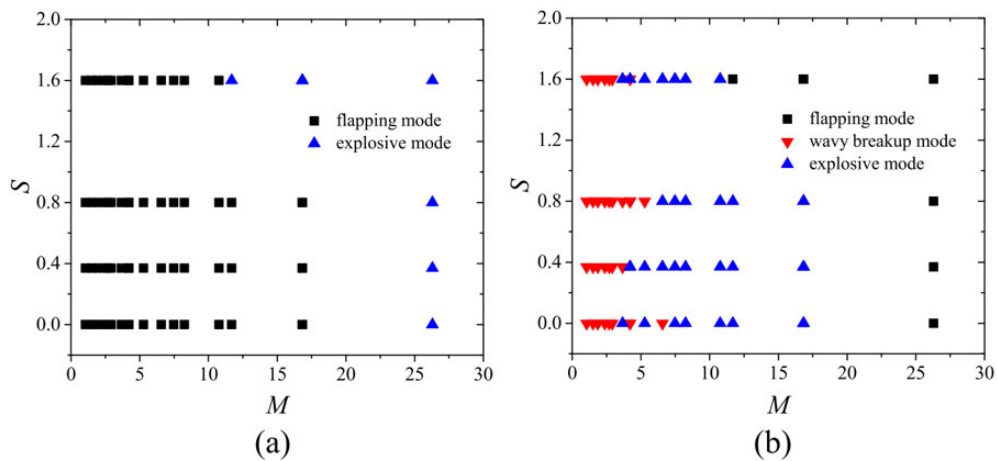 2.0
1.6
1.2
0.8
0.4
0.0
S
flapping mode
explosive mode
0 5 10 15 20 25 30
M
(a)
2.0
1.6
1.2
0.8
0.4
0.0
S
flapping mode
wavy breakup mode
explosive mode
0 5 10 15 20 25 30
M
(b)